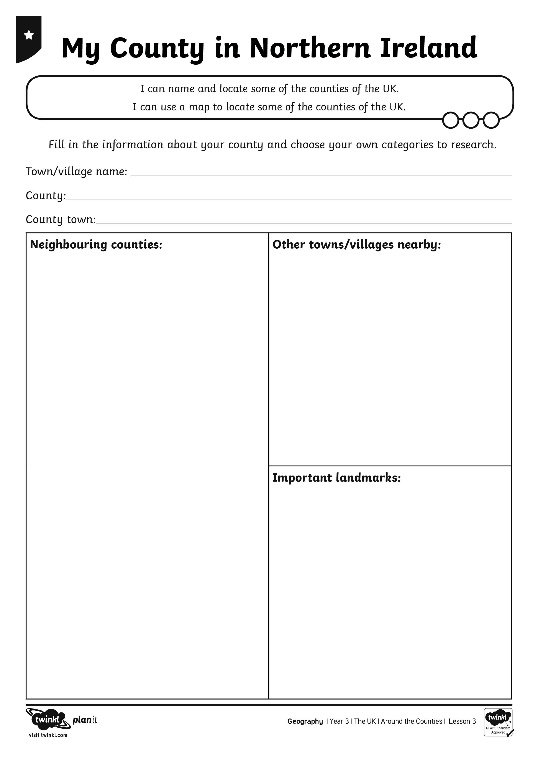 My County in Northern Ireland
I can name and locate some of the counties of the UK.
I can use a map to locate some of the counties of the UK.
Fill in the information about your county and choose your own categories to research.
Town/village name:
County:
County town:
Neighbouring counties:
Other towns/villages nearby:
Important landmarks:
twinkl planit
visit twinkl.com
Geography | Year 3 | The UK | Around the Counties | Lesson 3
twinkl